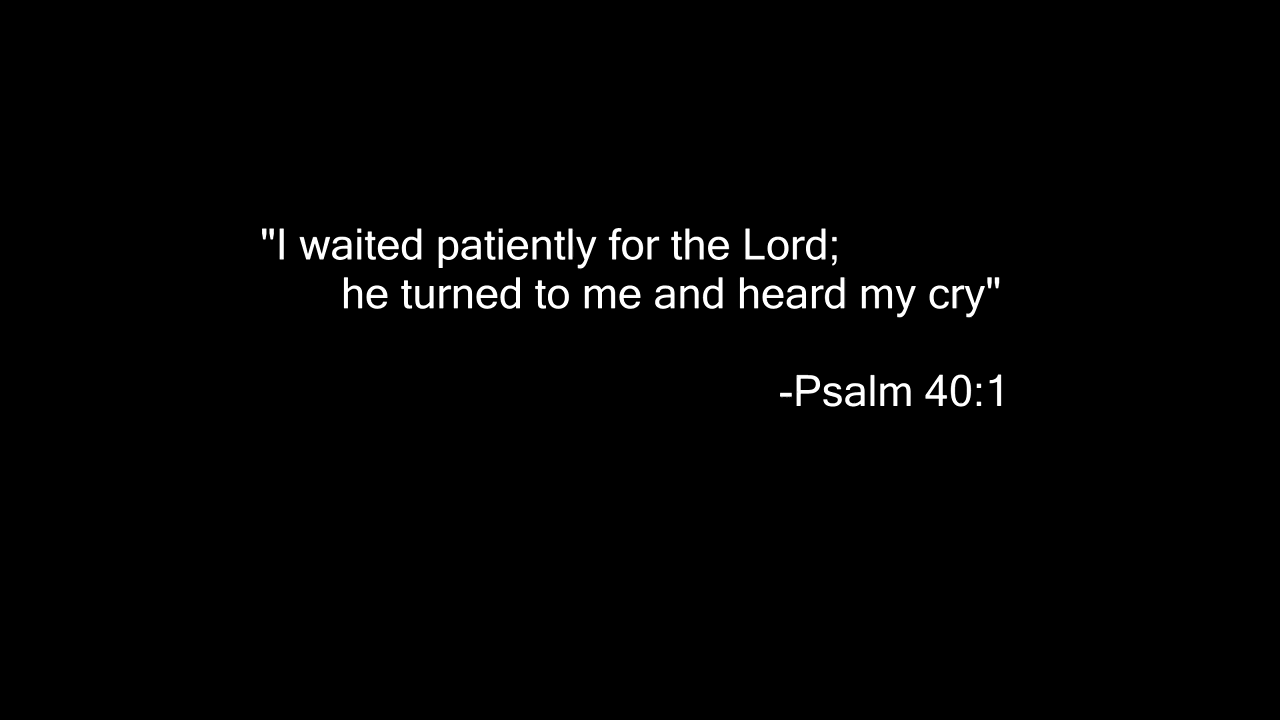 "I waited patiently for the Lord;
he turned to me and heard my cry"
-Psalm 40:1